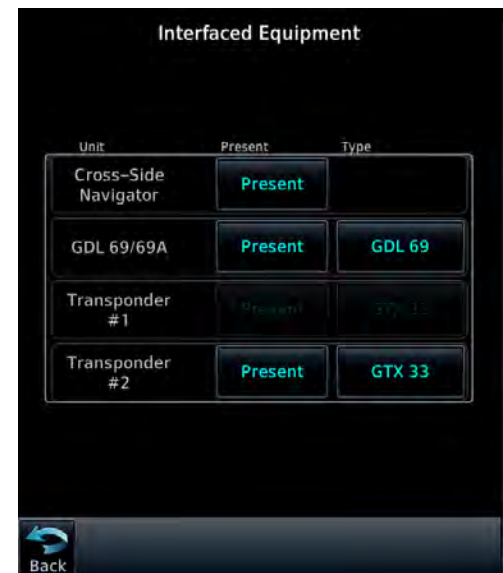 Interfaced Equipment
Unit Present Type
Cross-Side
Navigator
Present
GDL 69/69A
Present
GDL 69
Transponder
#1
Present
Transponder
#2
Present
GTX 33
Back